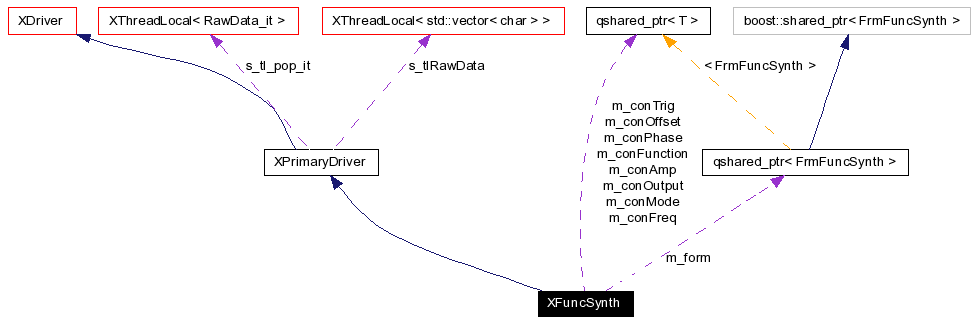 XDriver
XThreadLocal< RawData_it >
XThreadLocal< std::vector< char > >
qshared_ptr< T >
boost::shared_ptr< FrmFuncSynth >
s_tl_pop_it
s_tlRawData
< FrmFuncSynth >
m_conTrig
m_conOffset
m_conPhase
m_conFunction
m_conAmp
m_conOutput
m_conMode
m_conFreq
XPrimaryDriver
qshared_ptr< FrmFuncSynth >
m_form
XFuncSynth